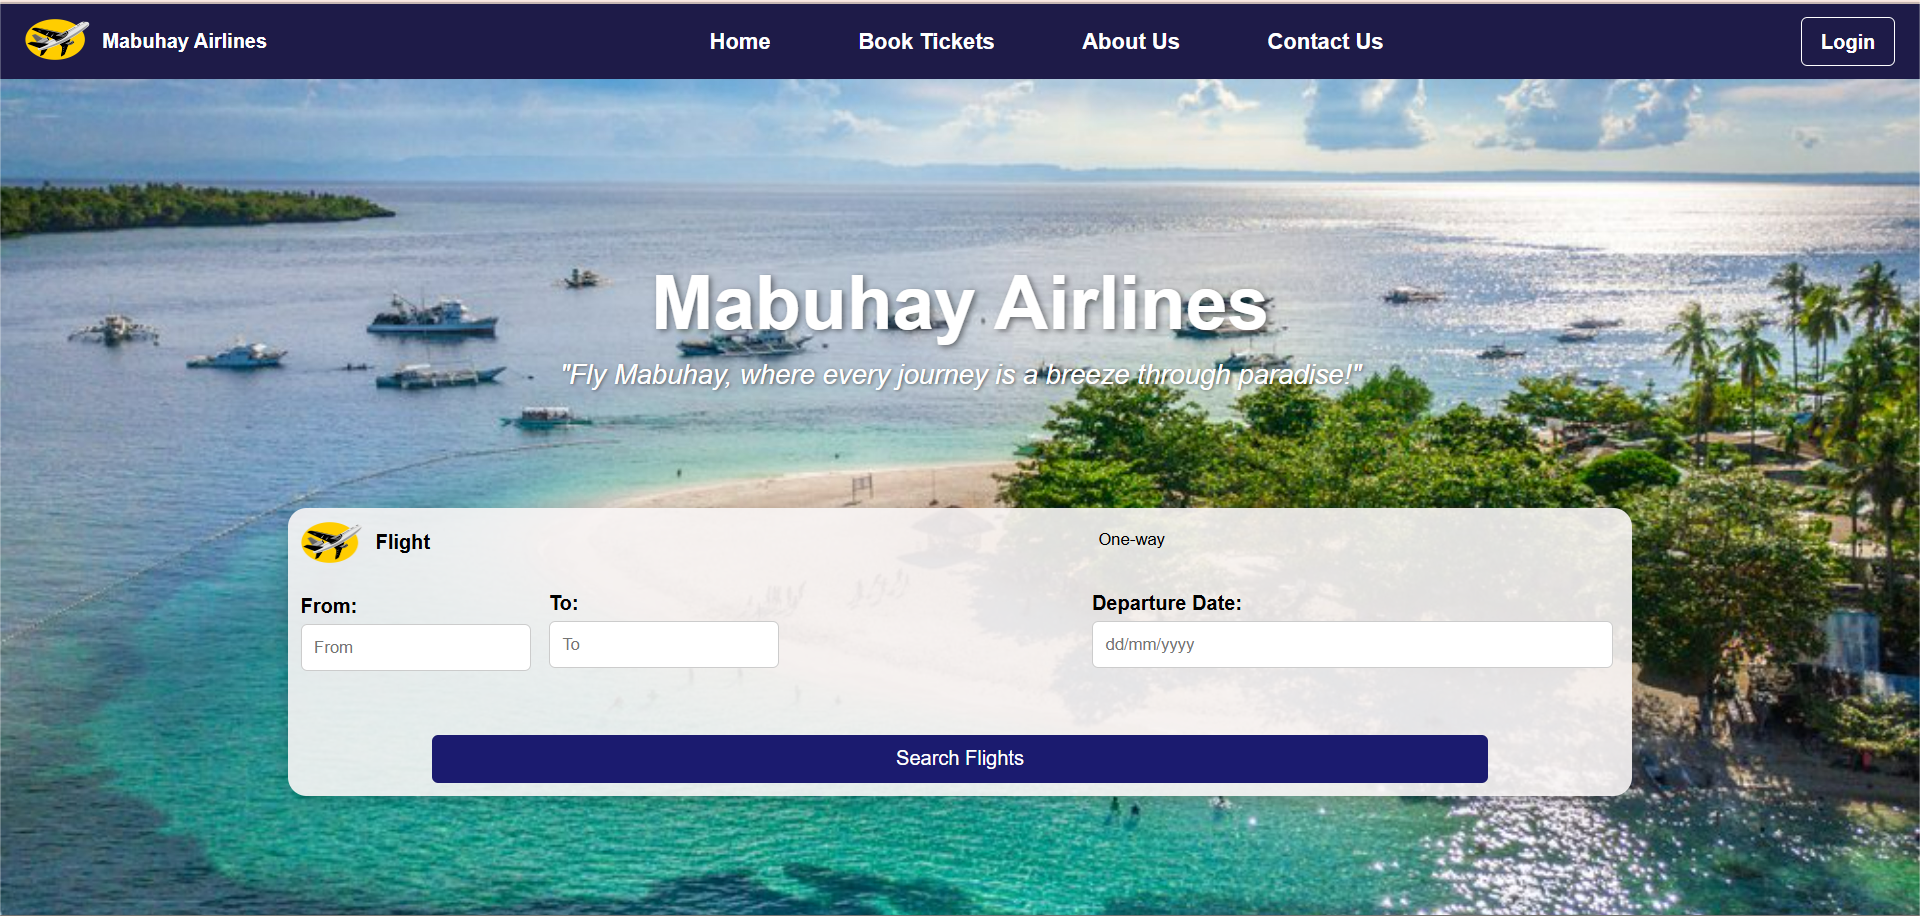 Mabuhay Airlines
Home
Book Tickets
About Us
Contact Us
Login
Mabuhay Airlines
"Fly Mabuhay, where every journey is a breeze through paradise!"
Flight
One-way
From:
To:
Departure Date:
From
To
dd/mm/yyyy
Search Flights